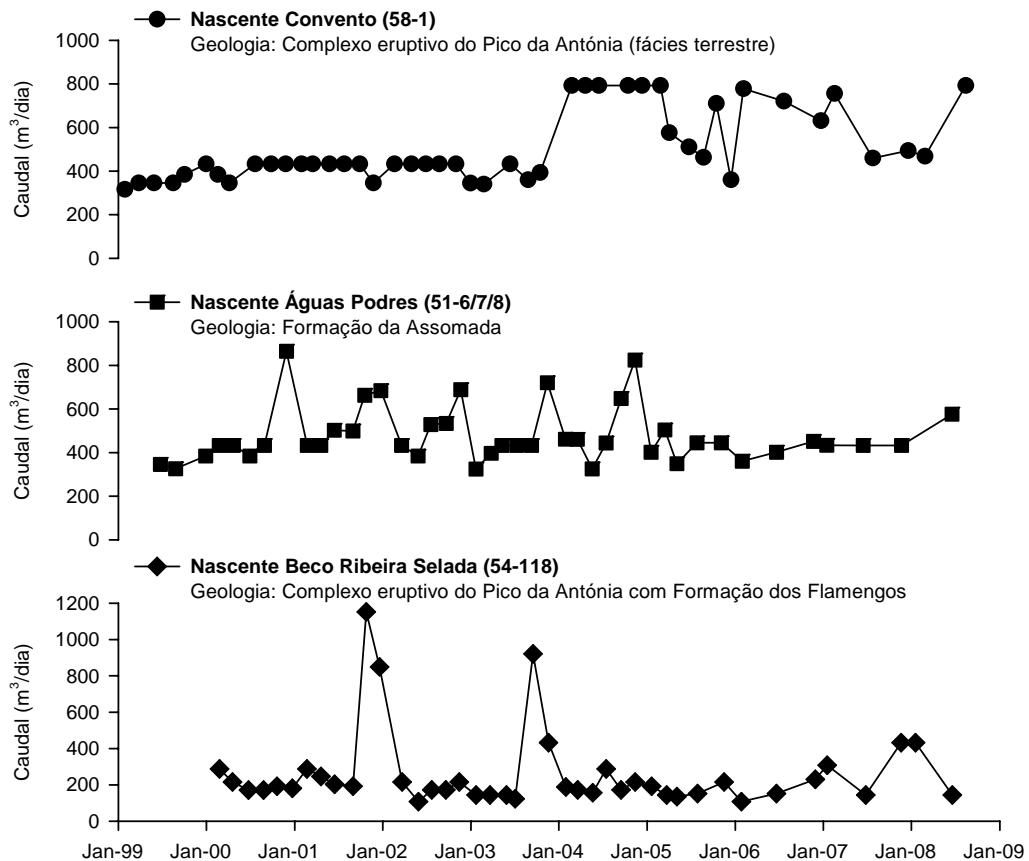 Nascente Convento (58-1)
Geologia: Complexo eruptivo do Pico da Antónia (fácies terrestre)
1000
800
600
400
200
0
Caudal (m³/dia)
Nascente Águas Podres (51-6/7/8)
Geologia: Formação da Assomada
1000
800
600
400
200
0
Caudal (m³/dia)
Nascente Beco Ribeira Selada (54-118)
Geologia: Complexo eruptivo do Pico da Antónia com Formação dos Flamengos
1200
1000
800
600
400
200
0
Caudal (m³/dia)
Jan-99 Jan-00 Jan-01 Jan-02 Jan-03 Jan-04 Jan-05 Jan-06 Jan-07 Jan-08 Jan-09